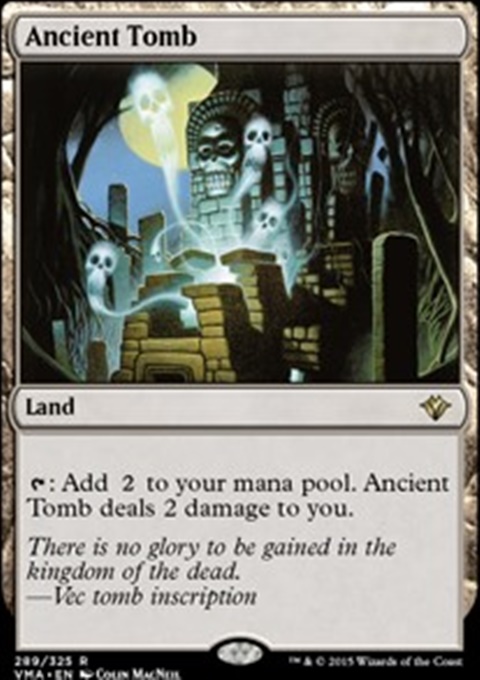 Ancient Tomb
Land
: Add 2 to your mana pool. Ancient
Tomb deals 2 damage to you.
There is no glory to be gained in the
kingdom of the dead.
—Vec tomb inscription
289/325 R
VMA • EN Colin MacNeil
™ & © 2015 Wizards of the Coast